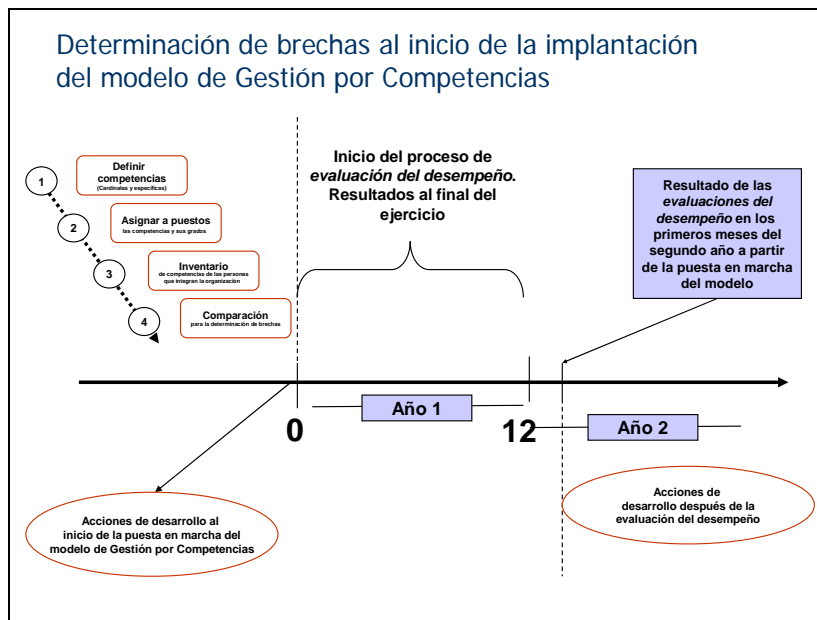 Determinación de brechas al inicio de la implantación
del modelo de Gestión por Competencias
1
Definir
competencias
(Cardinales y específicas)
2
Asignar a puestos
las competencias y sus grados
3
Inventario
de competencias de las personas
que integran la organización
4
Comparación
para la determinación de brechas
Inicio del proceso de
evaluación del desempeño.
Resultados al final del
ejercicio
Resultado de las
evaluaciones del
desempeño en los
primeros meses del
segundo año a partir
de la puesta en marcha
del modelo
0
Año 1
12
Año 2
Acciones de desarrollo al
inicio de la puesta en marcha del
modelo de Gestión por Competencias
Acciones de
desarrollo después de la
evaluación del desempeño